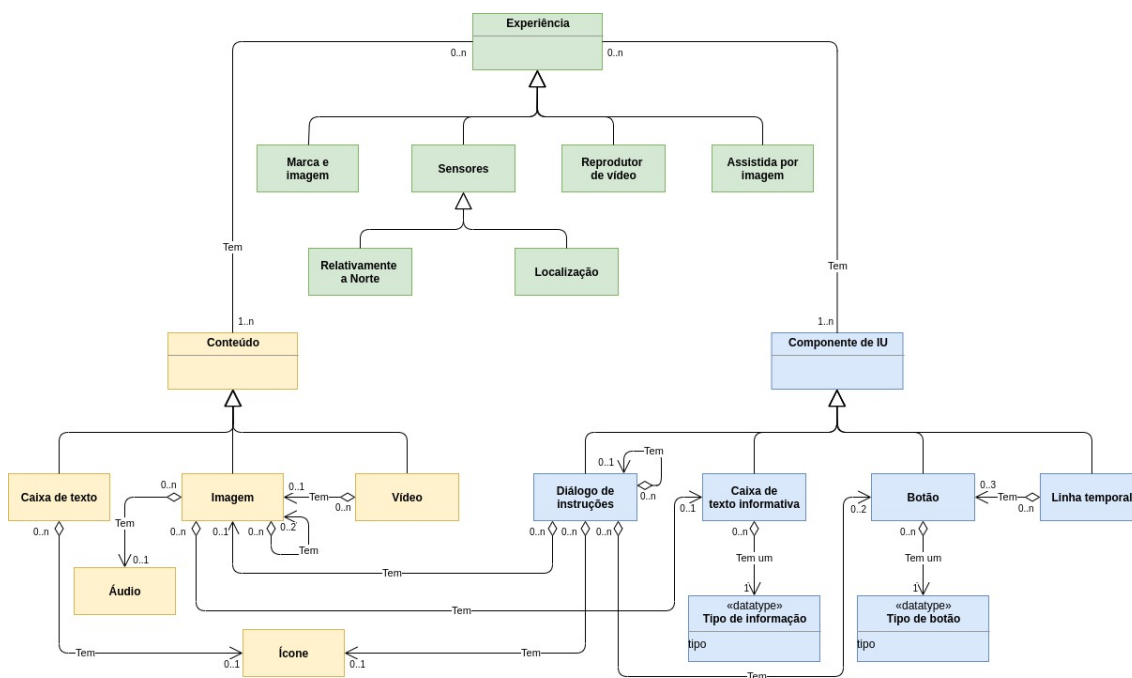 Experiência
0..n
0..n
Marca e
imagem
Sensores
Reprodutor
de vídeo
Assistida por
imagem
Relativamente
a Norte
Localização
Tem
Tem
1..n
1..n
Conteúdo
Componente de IU
Caixa de texto
0..n
Imagem
0..1
Tem
0..n
Vídeo
0..1
Tem
0..n
Diálogo de
instruções
Caixa de
texto informativa
Botão
0..3
Tem
0..n
Linha temporal
0..n
0..n
0..1
0..n
0..2
Tem
0..n
0..n
0..n
0..1
0..n
0..2
0..n
Tem
0..1
Áudio
Tem
Tem
Tem um
1
Tem um
1
«datatype»
Tipo de informação
tipo
«datatype»
Tipo de botão
tipo
Tem
0..1
Ícone
0..1
Tem
Tem